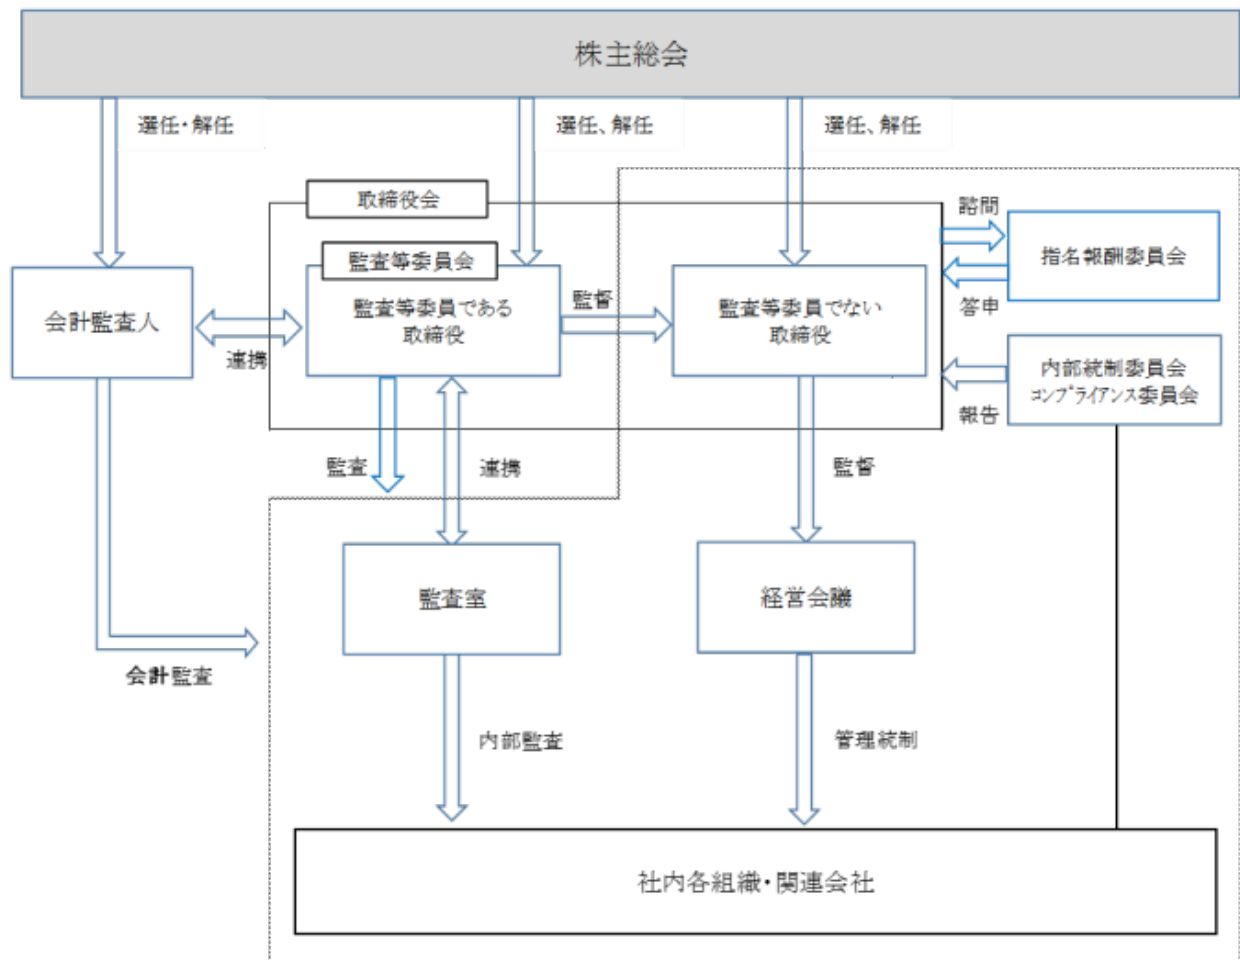 株主総会
選任・解任
選任、解任
選任、解任
取締役会
諮問
監査等委員会
指名報酬委員会
監査等委員である
取締役
監督
監査等委員でない
取締役
答申
会計監査人
連携
内部統制委員会
コンプライアンス委員会
報告
監査
連携
監督
監査室
経営会議
会計監査
内部監査
管理統制
社内各組織・関連会社